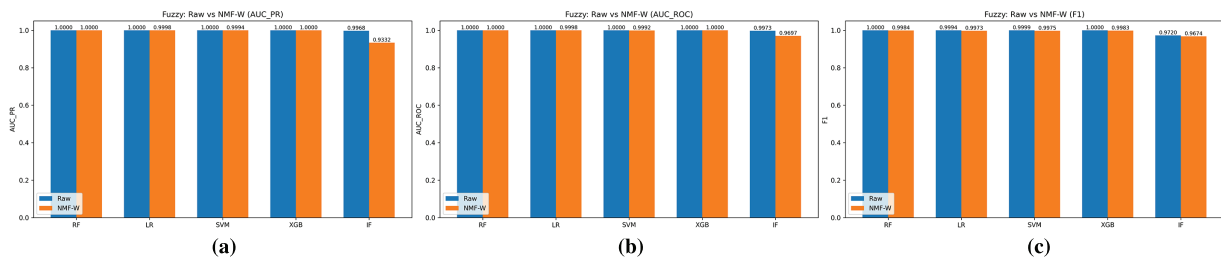 Fuzzy: Raw vs NMF-W (AUC_PR)
1.0000 1.0000 1.0000 0.9998 1.0000 0.9994 1.0000 1.0000 0.9968 0.9332
1.0
0.8
0.6
0.4
0.2
0.0
AUC_PR
Raw
NMF-W
RF LR SVM XGB IF
(a)
Fuzzy: Raw vs NMF-W (AUC_ROC)
1.0000 1.0000 1.0000 0.9998 1.0000 0.9992 1.0000 1.0000 0.9973 0.9697
1.0
0.8
0.6
0.4
0.2
0.0
AUC_ROC
Raw
NMF-W
RF LR SVM XGB IF
(b)
Fuzzy: Raw vs NMF-W (F1)
1.0000 0.9984 0.9994 0.9973 0.9999 0.9975 1.0000 0.9983 0.9720 0.9674
1.0
0.8
0.6
0.4
0.2
0.0
F1
Raw
NMF-W
RF LR SVM XGB IF
(c)